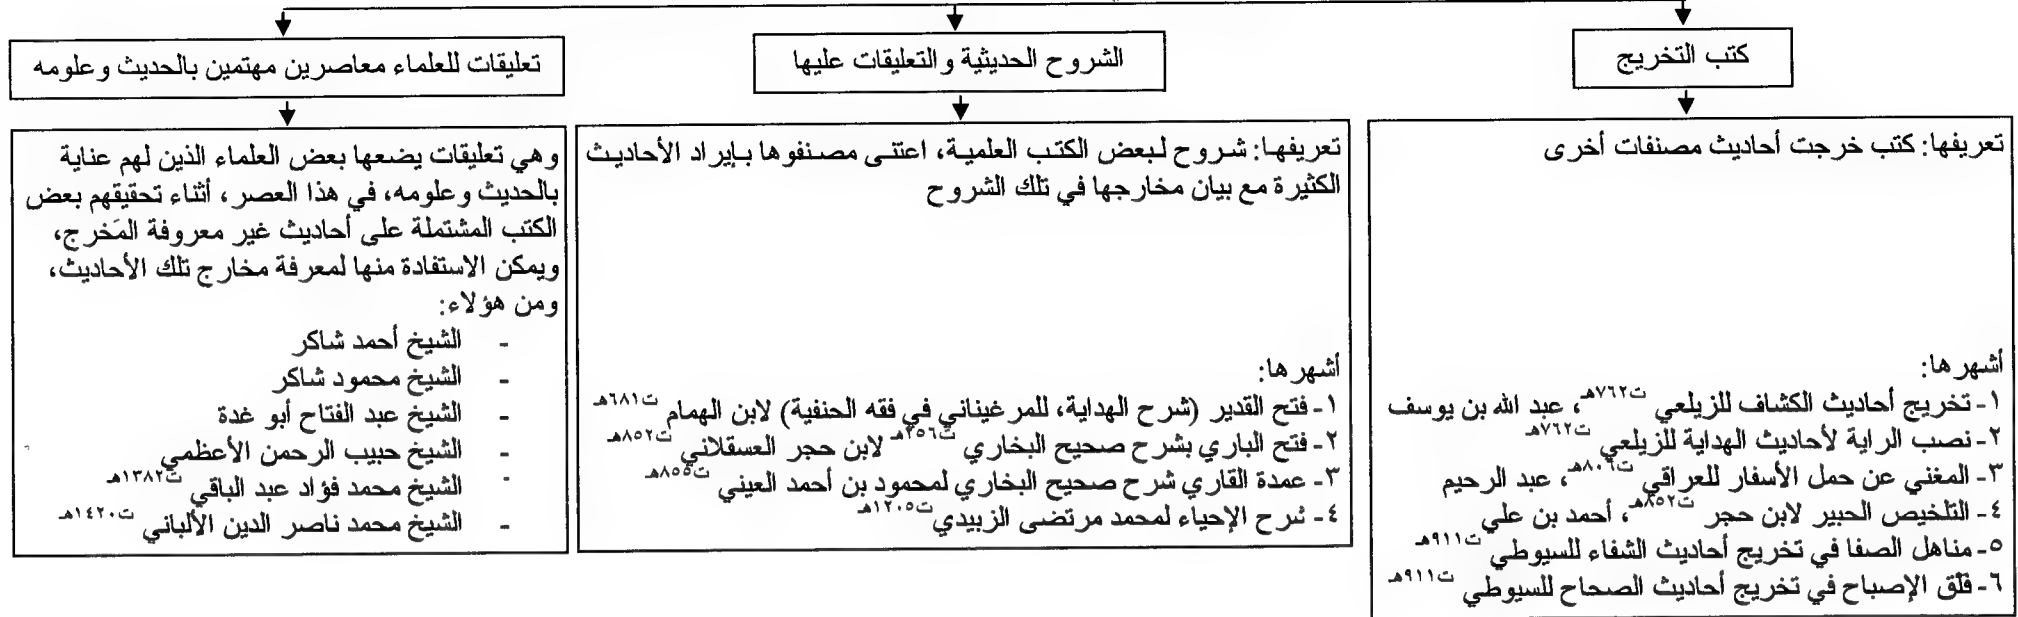 كتب التخريج
تعريفها: كتب خرجت أحاديث مصنفات أخرى
أشهرها:
١- تخريج أحاديث الكشاف للزيلعي ت٧٦٢هـ، عبد الله بن يوسف
٢- نصب الراية لأحاديث الهداية للزيلعي ت٧٦٢هـ
٣- المغني عن حمل الأسفار للعراقي ت٨٠٦هـ، عبد الرحيم
٤- التلخيص الحبير لابن حجر ت٨٥٢هـ، أحمد بن علي
٥- مناهل الصفا في تخريج أحاديث الشفاء للسيوطي ت٩١١هـ
٦- فلق الإصباح في تخريج أحاديث الصحاح للسيوطي ت٩١١هـ
الشروح الحديثية والتعليقات عليها
تعريفها: شروح لبعض الكتب العلمية، اعتنى مصنفوها بإيراد الأحاديث
الكثيرة مع بيان مخارجها في تلك الشروح
أشهرها:
١- فتح القدير (شرح الهداية، للمرغيناني في فقه الحنفية) لابن الهمام ت٦٨١هـ
٢- فتح الباري بشرح صحيح البخاري ت٢٥٦هـ لابن حجر العسقلاني ت٨٥٢هـ
٣- عمدة القاري شرح صحيح البخاري لمحمود بن أحمد العيني ت٨٥٥هـ
٤- شرح الإحياء لمحمد مرتضى الزبيدي ت١٢٠٥هـ
تعليقات للعلماء معاصرين مهتمين بالحديث وعلومه
وهي تعليقات يضعها بعض العلماء الذين لهم عناية
بالحديث وعلومه، في هذا العصر، أثناء تحقيقهم بعض
الكتب المشتملة على أحاديث غير معروفة المَخرج،
ويمكن الاستفادة منها لمعرفة مخارج تلك الأحاديث،
ومن هؤلاء:
- الشيخ أحمد شاكر
- الشيخ محمود شاكر
- الشيخ عبد الفتاح أبو غدة
- الشيخ حبيب الرحمن الأعظمي
- الشيخ محمد فؤاد عبد الباقي ت١٣٨٢هـ
- الشيخ محمد ناصر الدين الألباني ت١٤٢٠هـ